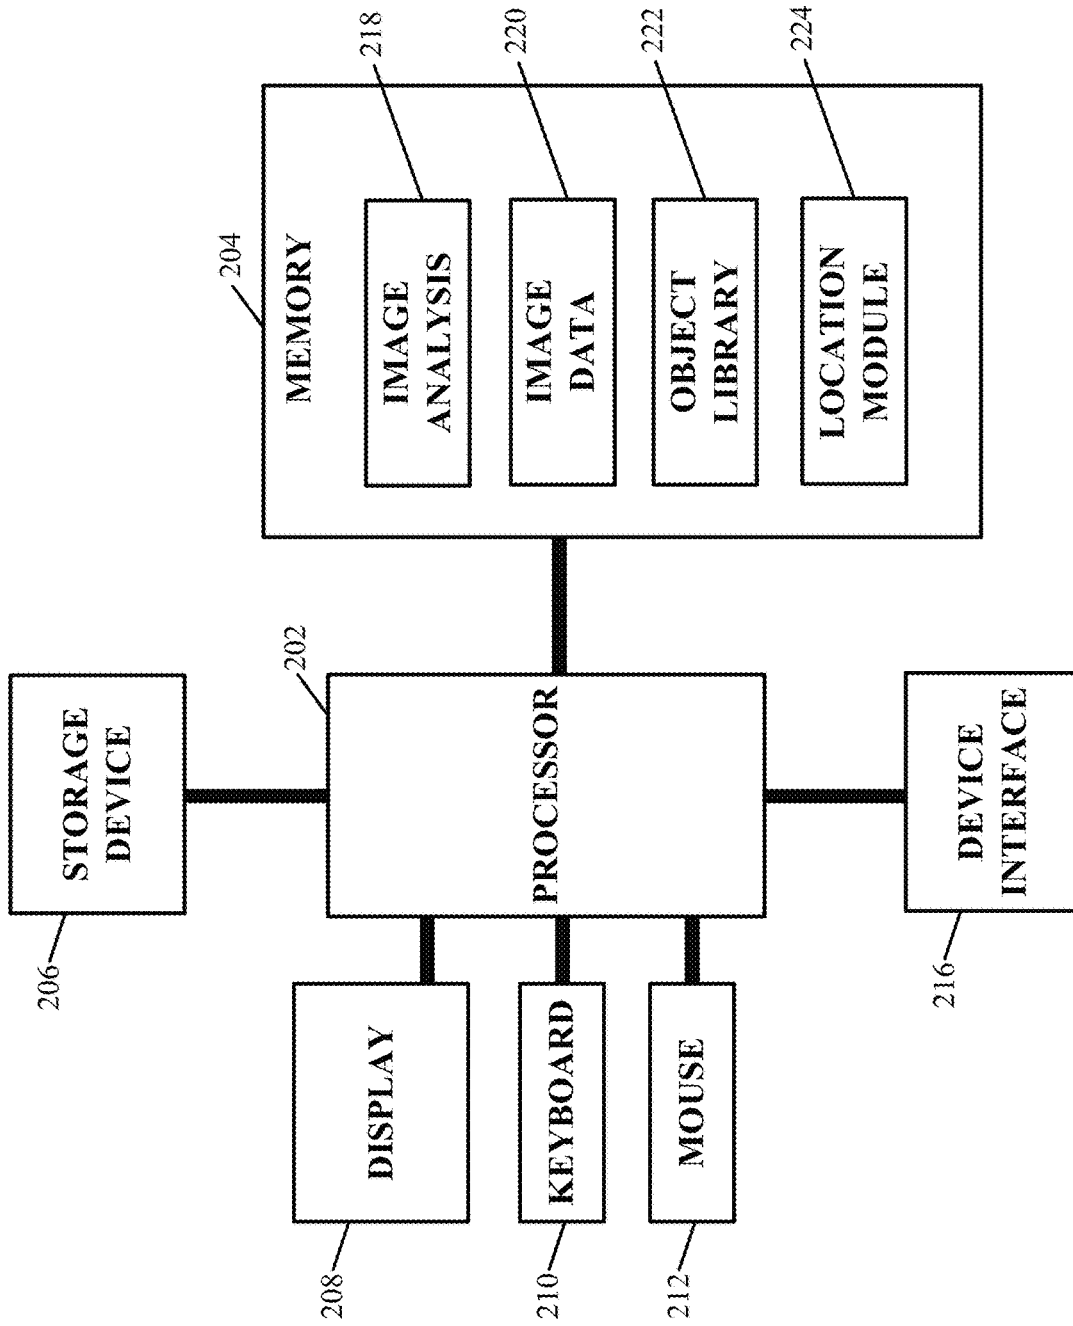 206
STORAGE
DEVICE
208
DISPLAY
210
KEYBOARD
212
MOUSE
202
PROCESSOR
216
DEVICE
INTERFACE
204
MEMORY
218
IMAGE
ANALYSIS
220
IMAGE
DATA
222
OBJECT
LIBRARY
224
LOCATION
MODULE